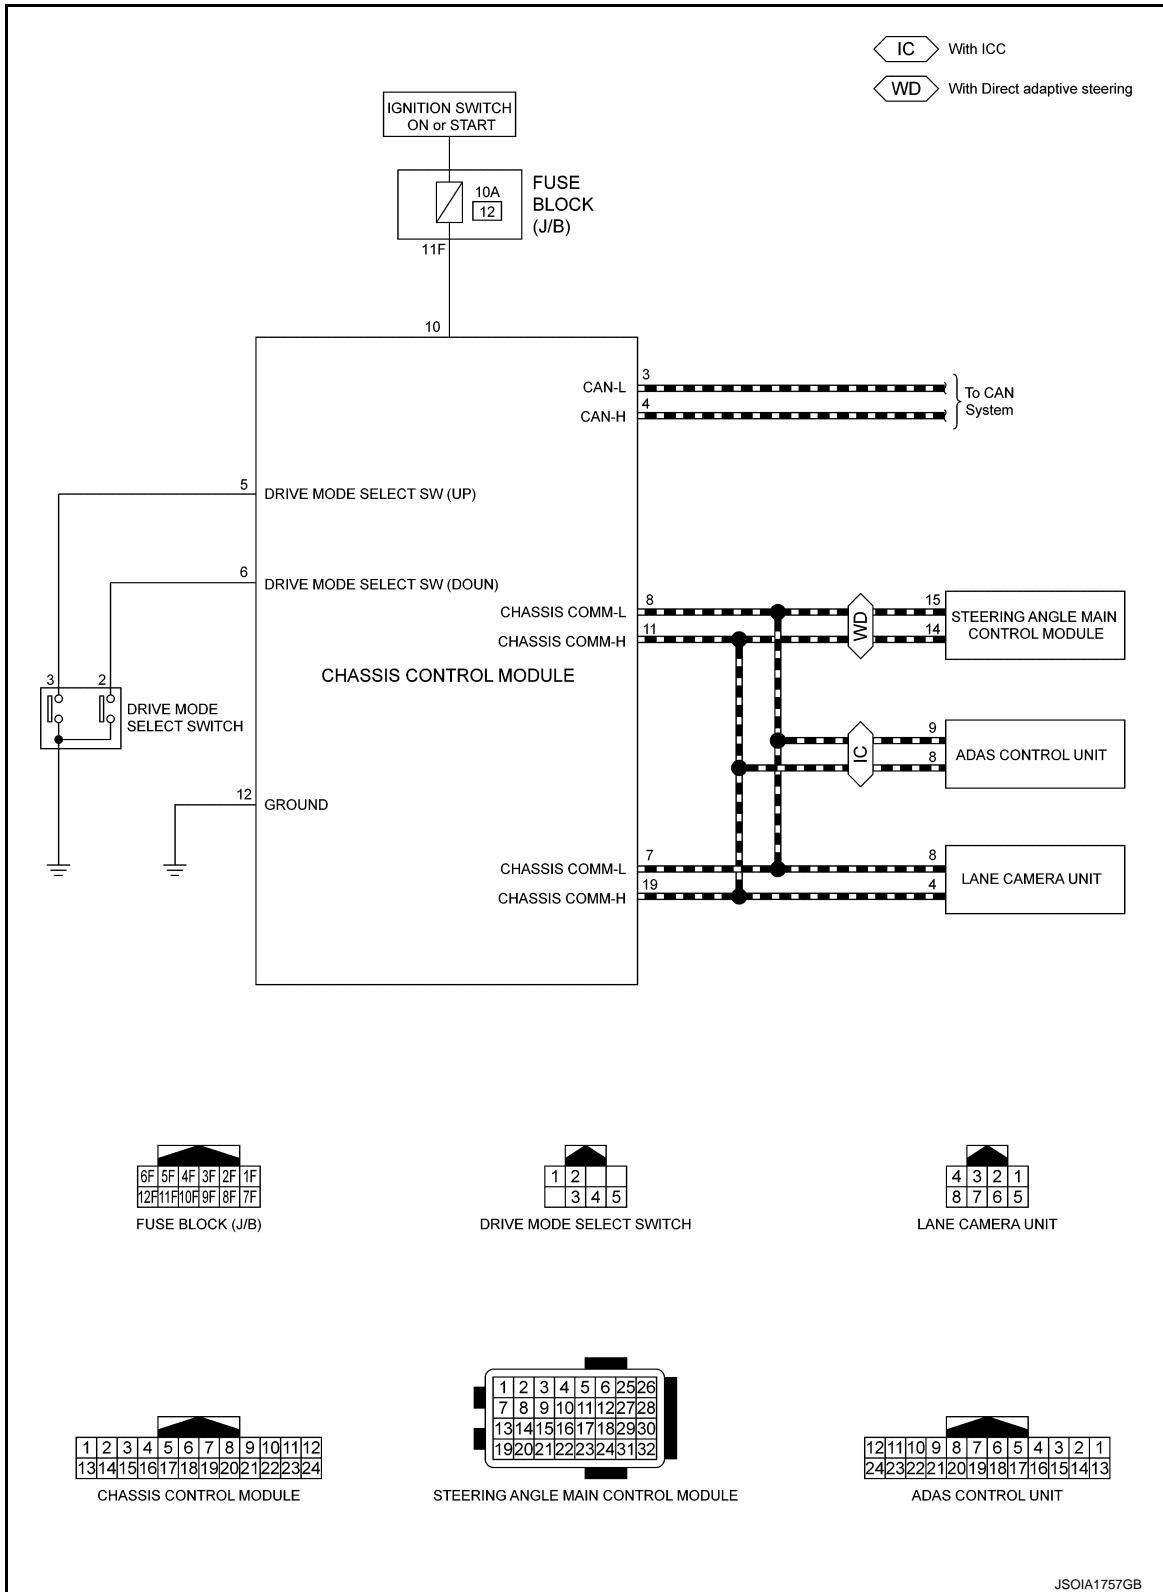 IC With ICC
WD With Direct adaptive steering
IGNITION SWITCH
ON or START
10A
12
FUSE
BLOCK
(J/B)
11F
10
CAN-L 3
CAN-H 4
To CAN
System
5 DRIVE MODE SELECT SW (UP)
6 DRIVE MODE SELECT SW (DOUN)
CHASSIS COMM-L 8
CHASSIS COMM-H 11
WD
15
14
STEERING ANGLE MAIN
CONTROL MODULE
CHASSIS CONTROL MODULE
3 2
DRIVE MODE
SELECT SWITCH
IC
9
8
ADAS CONTROL UNIT
12 GROUND
CHASSIS COMM-L 7
CHASSIS COMM-H 19
8
4
LANE CAMERA UNIT
6F 5F 4F 3F 2F 1F
12F 11F 10F 9F 8F 7F
FUSE BLOCK (J/B)
1 2
3 4 5
DRIVE MODE SELECT SWITCH
4 3 2 1
8 7 6 5
LANE CAMERA UNIT
1 2 3 4 5 6 7 8 9 10 11 12
13 14 15 16 17 18 19 20 21 22 23 24
CHASSIS CONTROL MODULE
1 2 3 4 5 6 25 26
7 8 9 10 11 12 27 28
13 14 15 16 17 18 29 30
19 20 21 22 23 24 31 32
STEERING ANGLE MAIN CONTROL MODULE
12 11 10 9 8 7 6 5 4 3 2 1
24 23 22 21 20 19 18 17 16 15 14 13
ADAS CONTROL UNIT
JSOIA1757GB